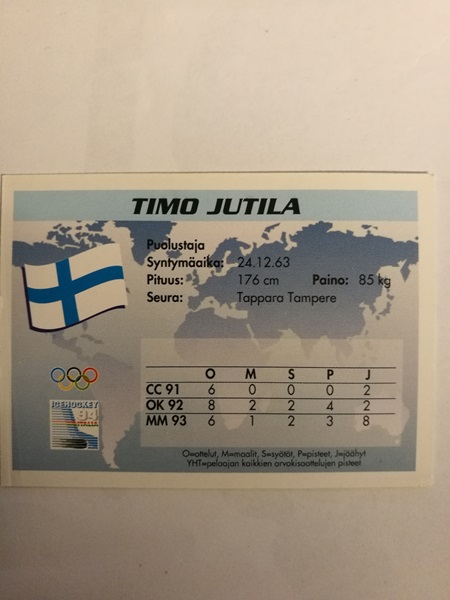 TIMO JUTILA
Puolustaja
Syntymäaika: 24.12.63
Pituus: 176 cm Paino: 85 kg
Seura: Tappara Tampere
O M S P J
CC 91 6 0 0 0 2
OK 92 8 2 2 4 2
MM 93 6 1 2 3 8
ICEHOCKEY
94
ITALIA
O=ottelut, M=maalit, S=syötöt, P=pisteet, J=jäähyt
YHT=pelaajan kaikkien arvokisaottelujen pisteet